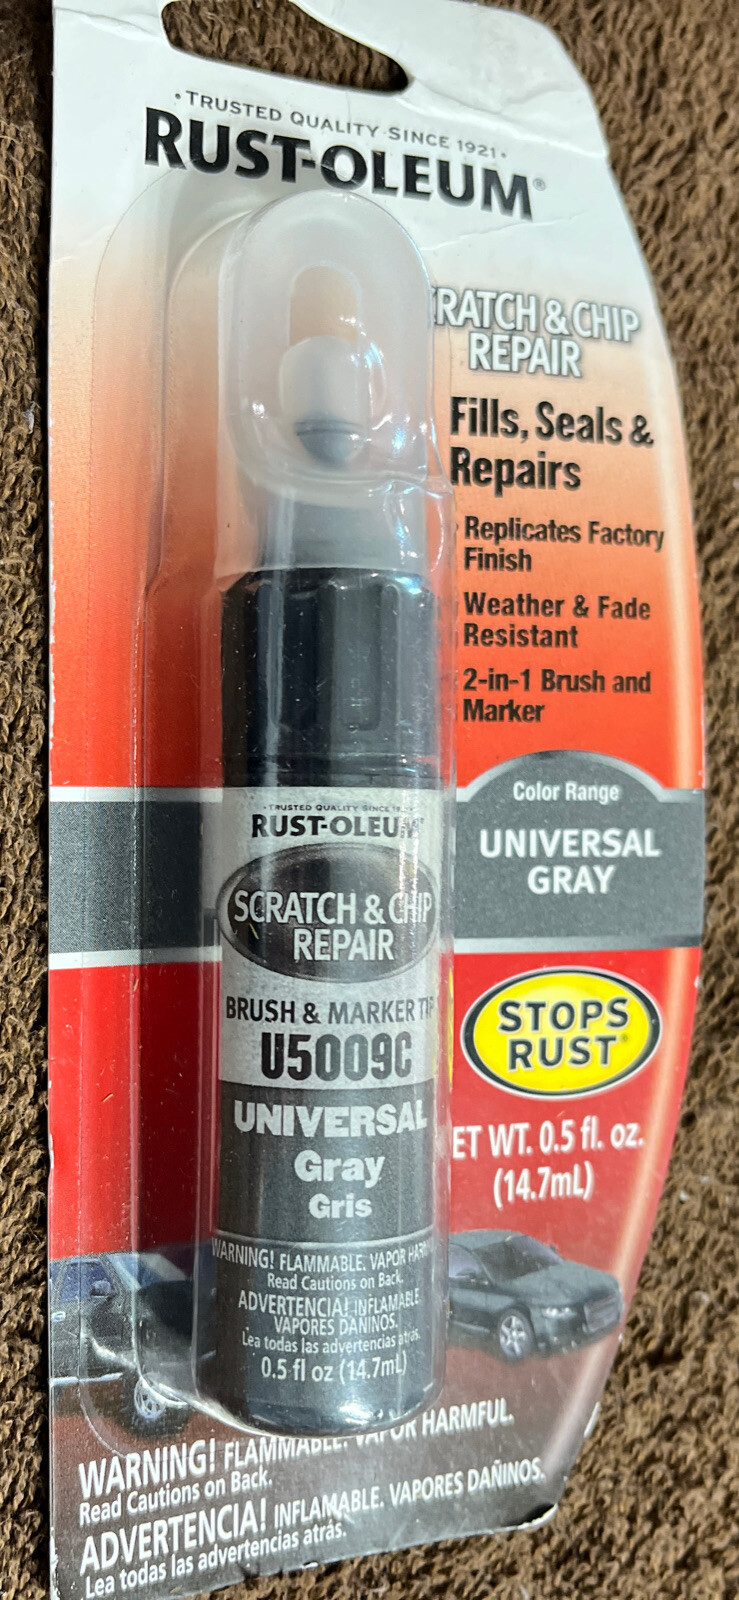 • TRUSTED QUALITY SINCE 1921 •
RUST-OLEUM®
RATCH & CHIP
REPAIR
Fills, Seals &
Repairs
Replicates Factory
Finish
Weather & Fade
Resistant
2-in-1 Brush and
Marker
Color Range
UNIVERSAL
GRAY
STOPS
RUST®
ET WT. 0.5 fl. oz.
(14.7mL)
• TRUSTED QUALITY SINCE
RUST-OLEUM
SCRATCH & CHIP
REPAIR
BRUSH & MARKER TIP
U5009C
UNIVERSAL
Gray
Gris
WARNING! FLAMMABLE. VAPOR HARM
Read Cautions on Back.
ADVERTENCIA! INFLAMABLE.
VAPORES DAÑINOS.
Lea todas las advertencias atrás.
0.5 fl oz (14.7mL)
WARNING! FLAMMABLE. VAPOR HARMFUL.
Read Cautions on Back.
ADVERTENCIA! INFLAMABLE. VAPORES DAÑINOS.
Lea todas las advertencias atrás.